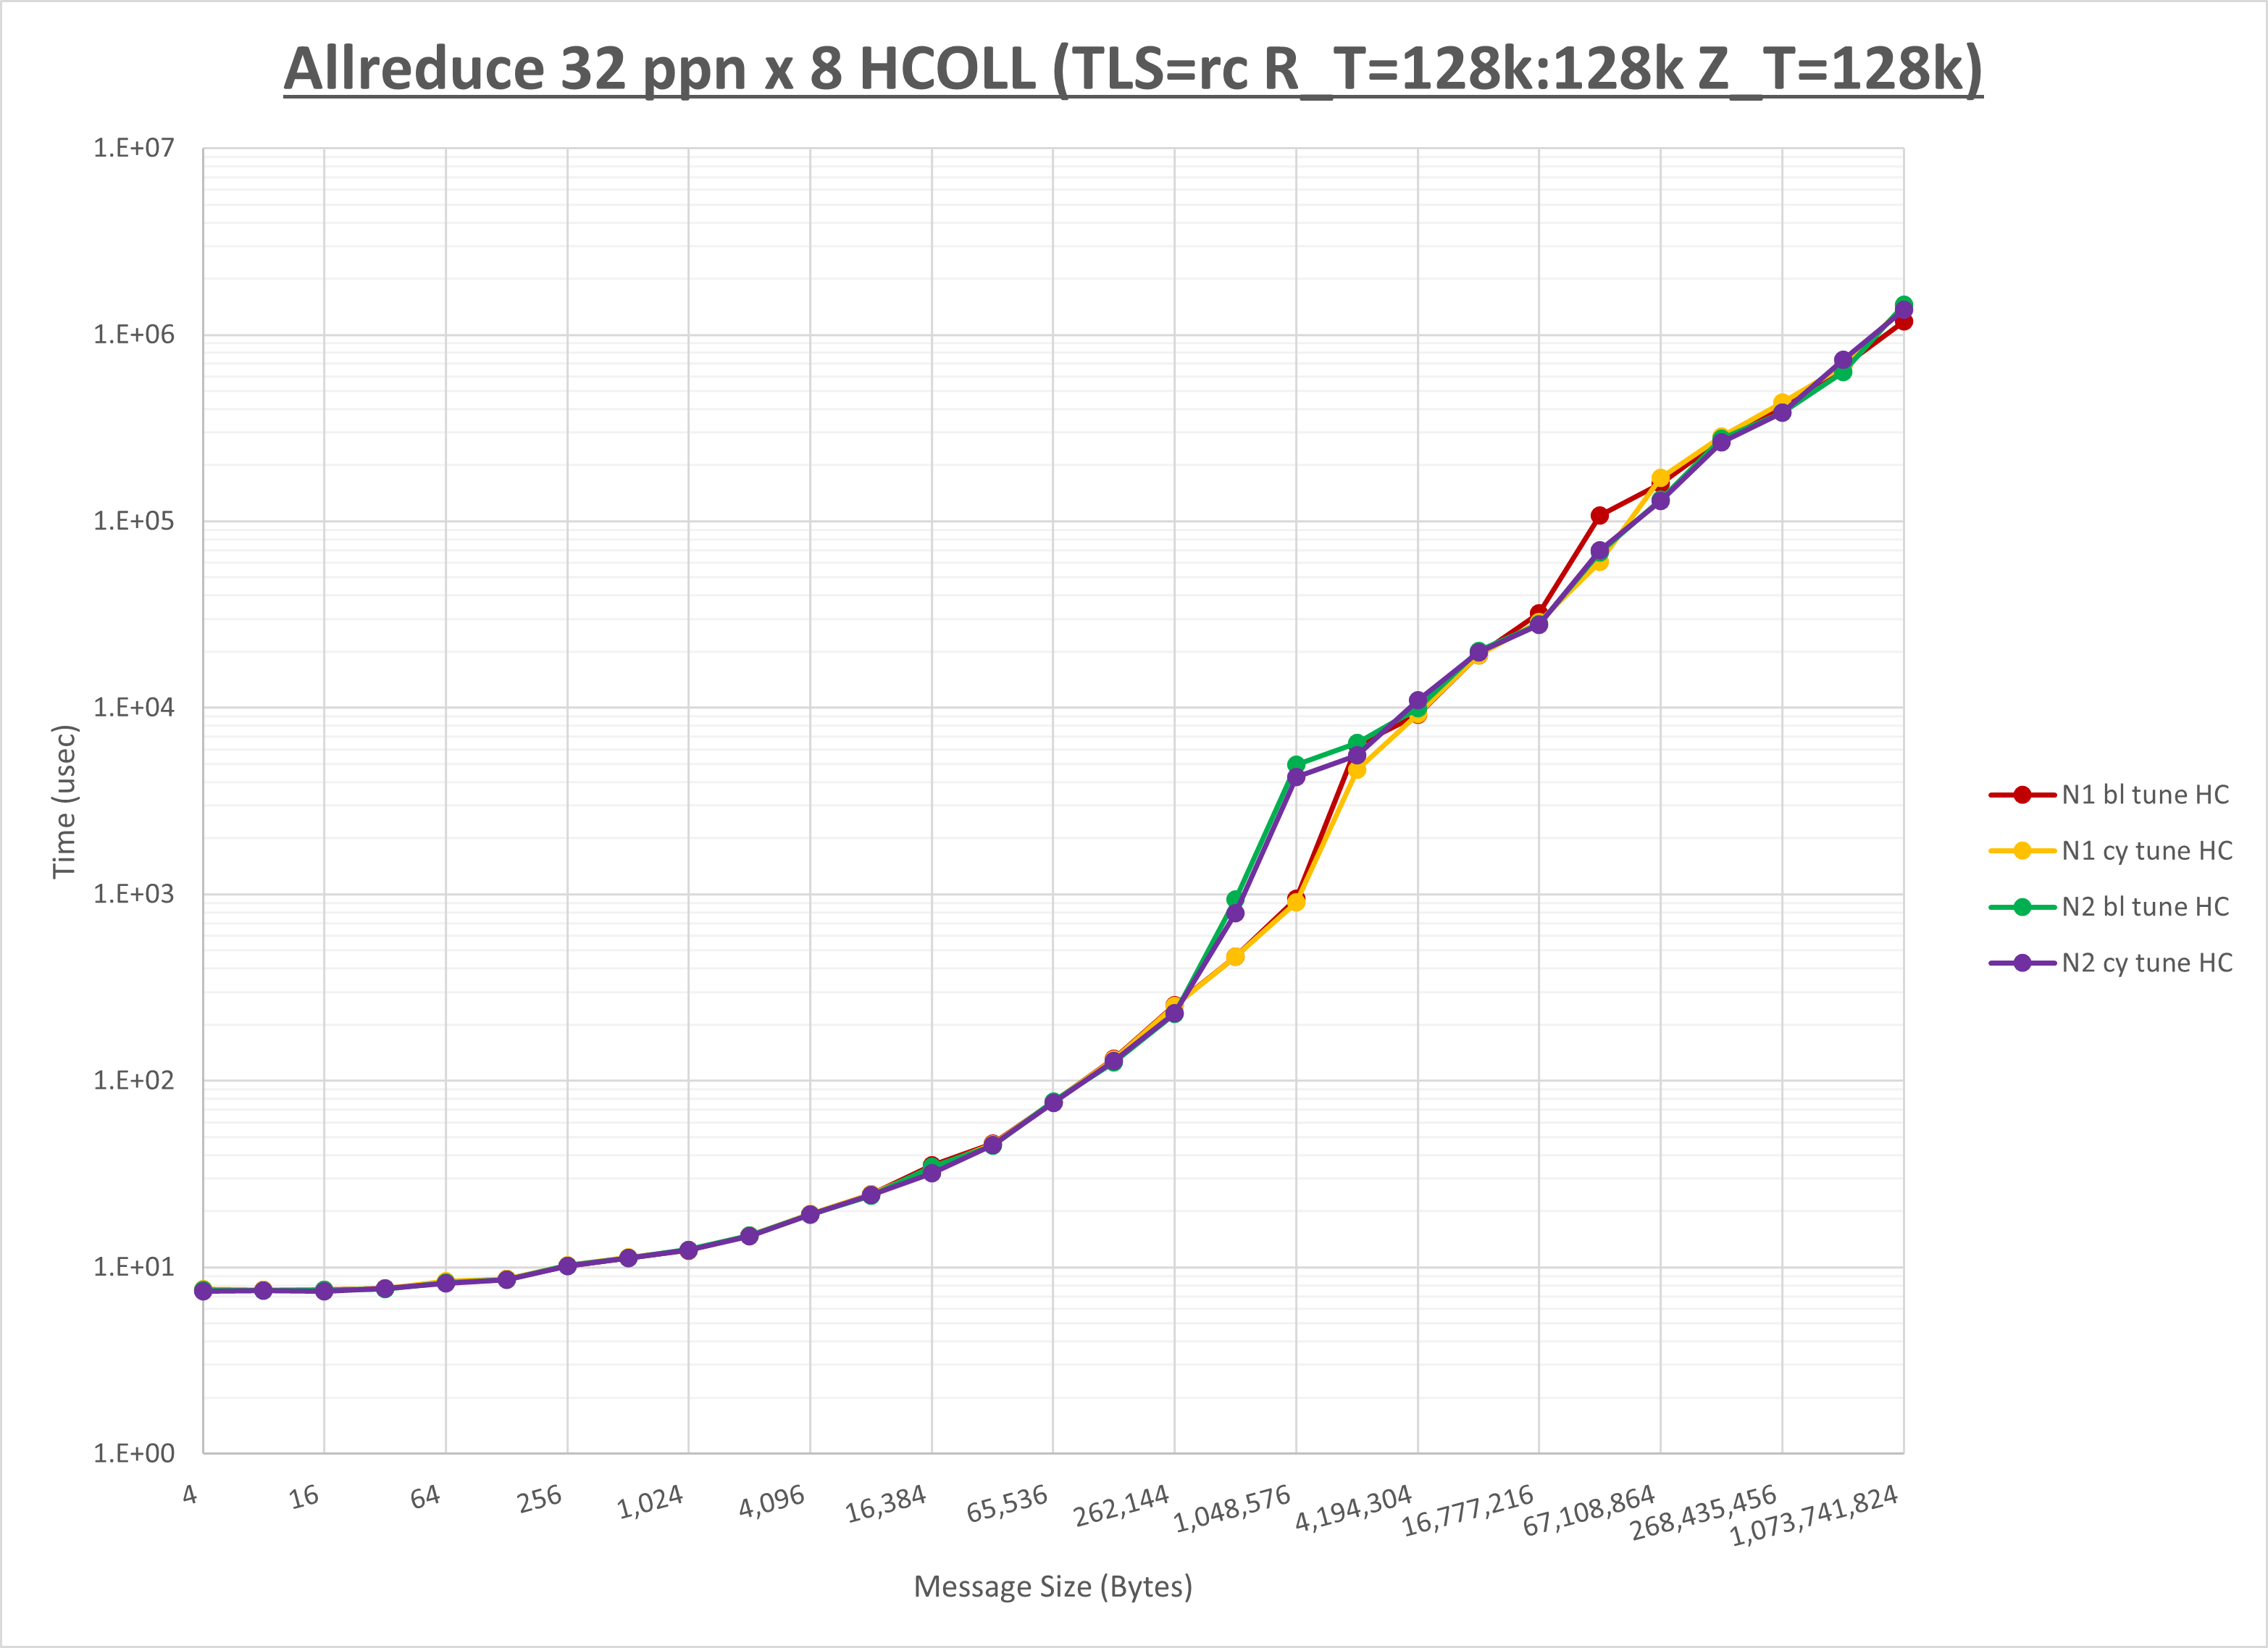 Allreduce 32 ppn x 8 HCOLL (TLS=rc R_T=128k:128k Z_T=128k)
1.E+07
1.E+06
1.E+05
1.E+04
1.E+03
1.E+02
1.E+01
1.E+00
Time (usec)
4
16
64
256
1,024
4,096
16,384
65,536
262,144
1,048,576
4,194,304
16,777,216
67,108,864
268,435,456
1,073,741,824
Message Size (Bytes)
N1 bl tune HC
N1 cy tune HC
N2 bl tune HC
N2 cy tune HC